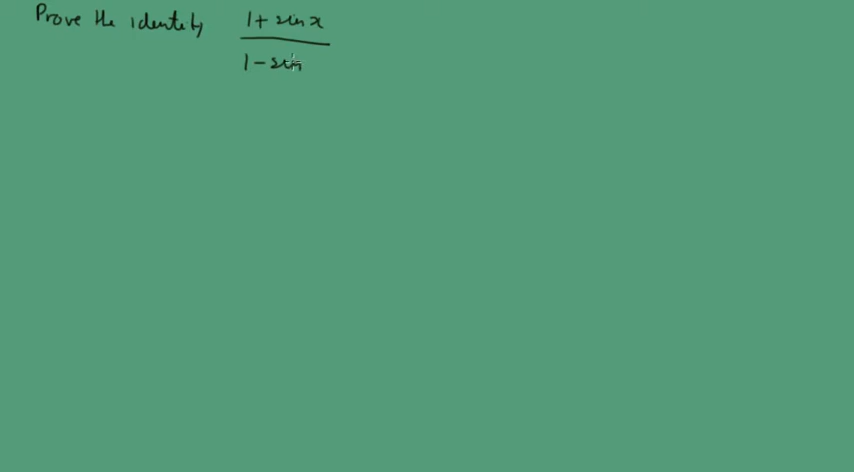 Prove the identity 1 + sin x
1 - sin